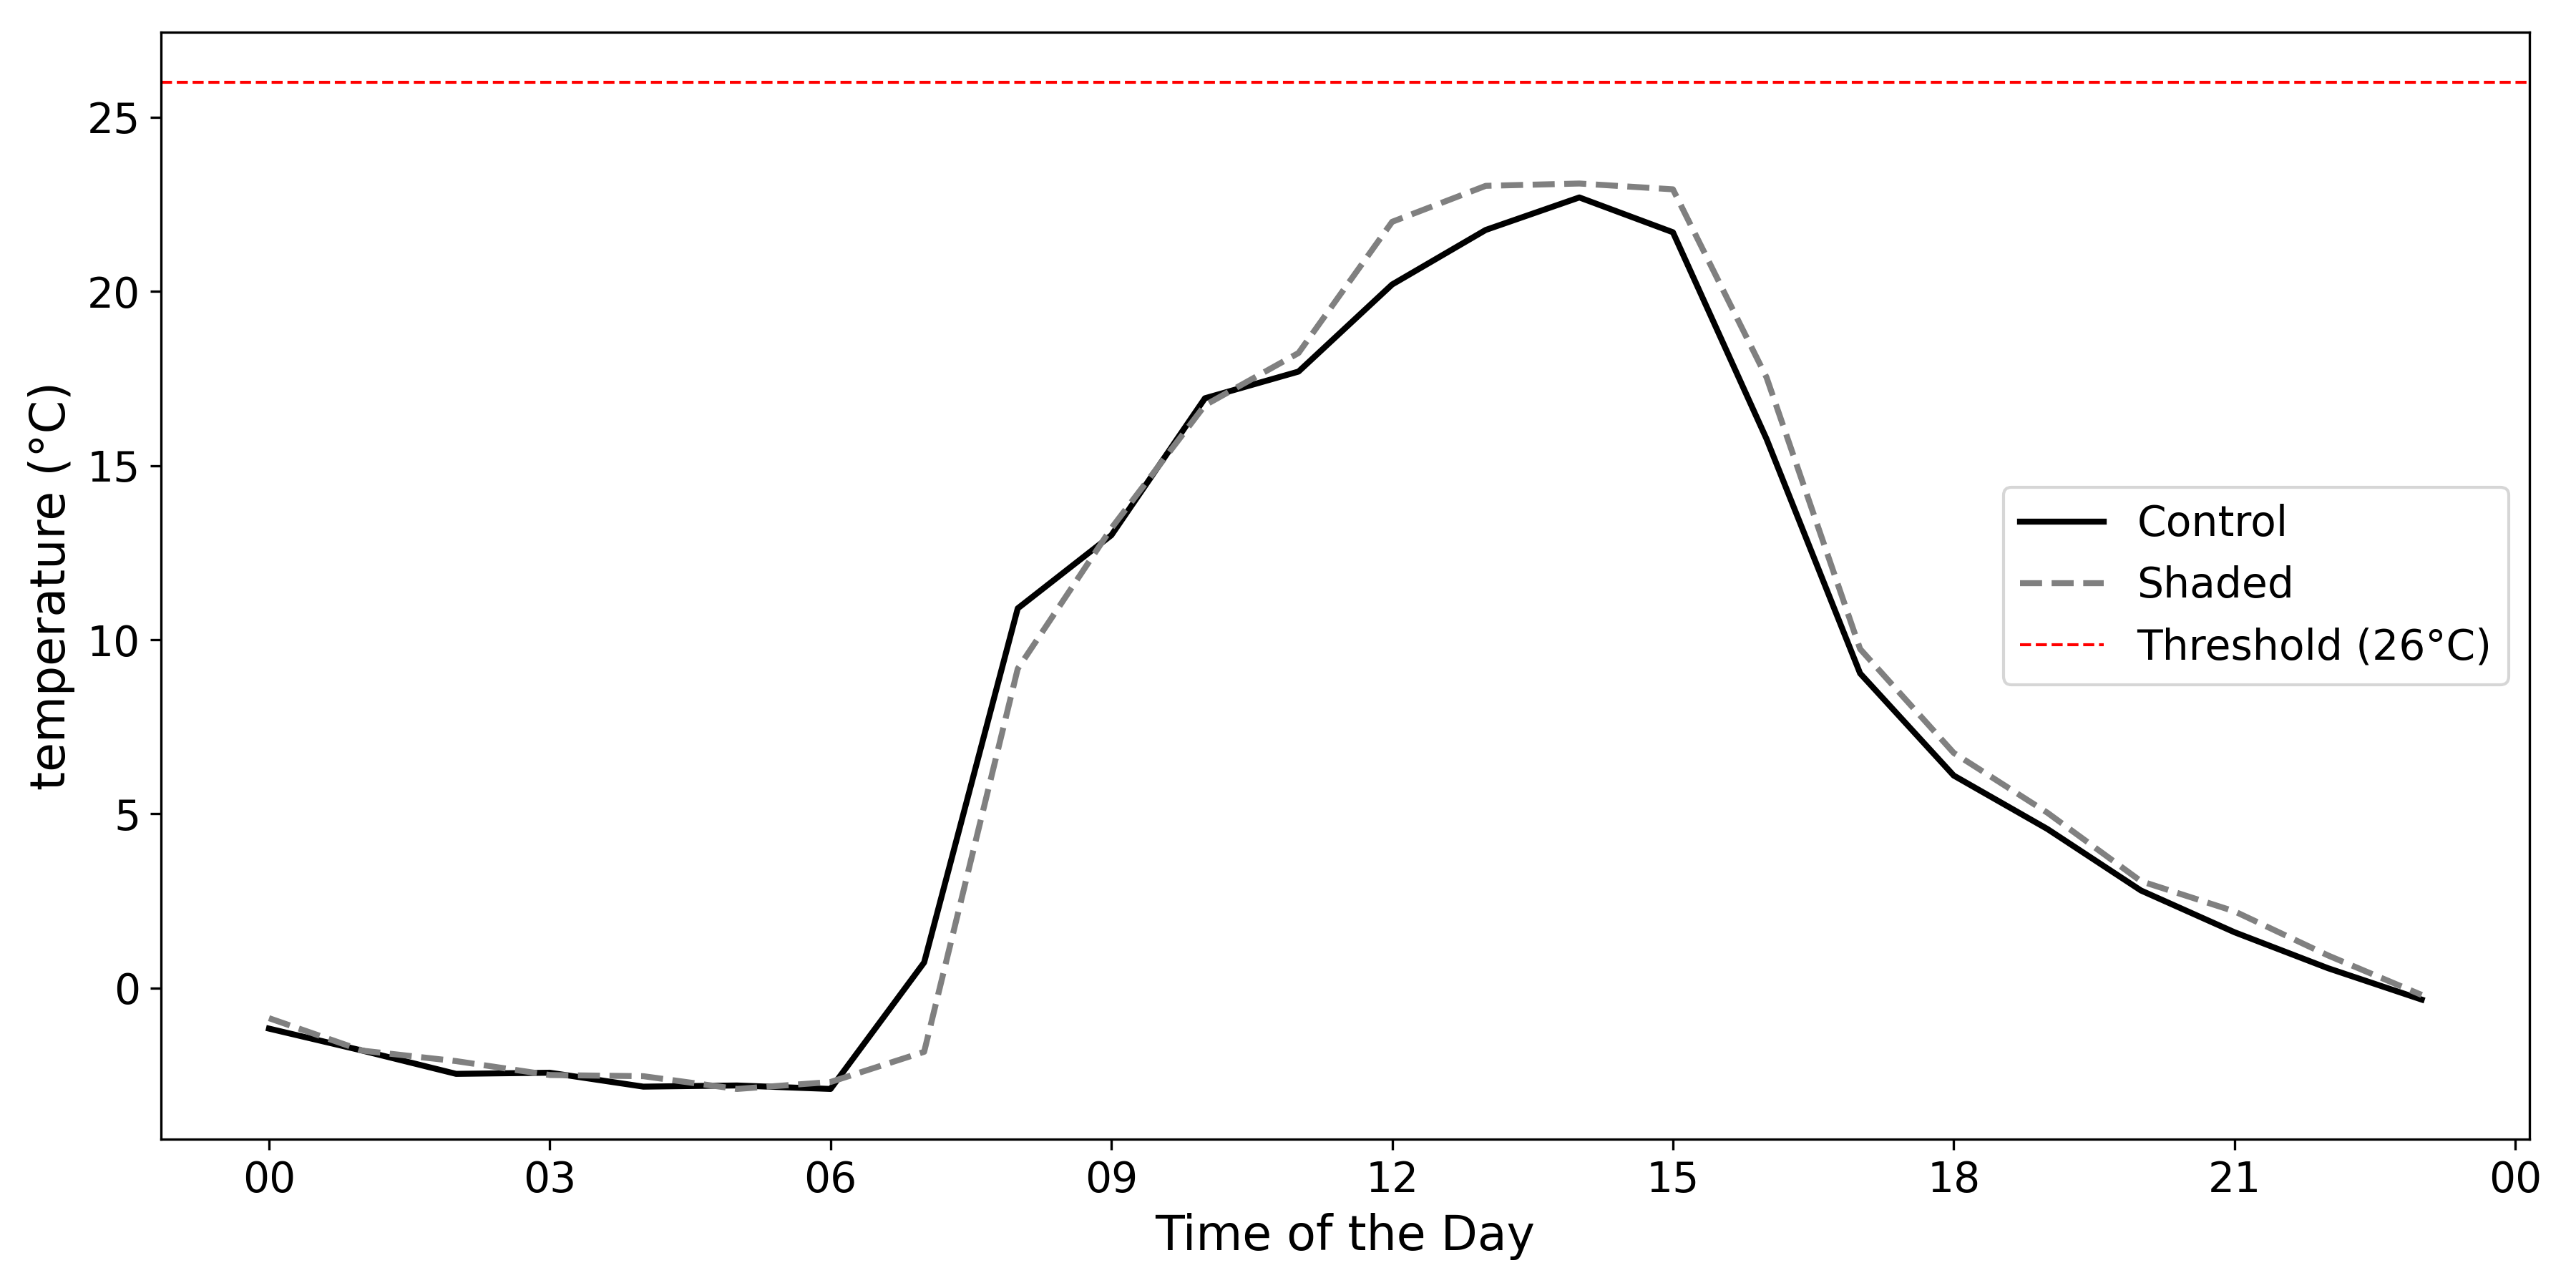 25
20
15
10
5
0
temperature (°C)
Control
Shaded
Threshold (26°C)
00 03 06 09 12 15 18 21 00
Time of the Day